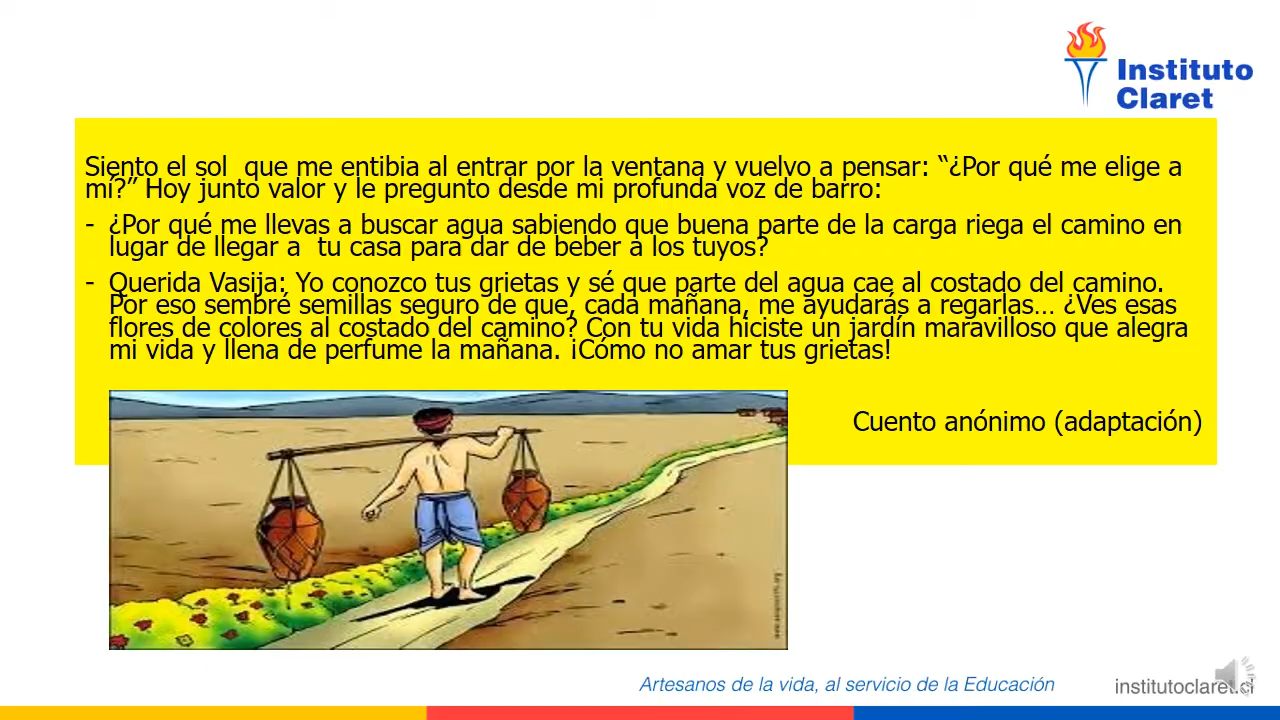 Instituto
Claret
Siento el sol  que me entibia al entrar por la ventana y vuelvo a pensar: “¿Por qué me elige a
mí?” Hoy junto valor y le pregunto desde mi profunda voz de barro:
- ¿Por qué me llevas a buscar agua sabiendo que buena parte de la carga riega el camino en
lugar de llegar a  tu casa para dar de beber a los tuyos?
- Querida Vasija: Yo conozco tus grietas y sé que parte del agua cae al costado del camino.
Por eso sembré semillas seguro de que, cada mañana, me ayudarás a regarlas... ¿Ves esas
flores de colores al costado del camino? Con tu vida hiciste un jardín maravilloso que alegra
mi vida y llena de perfume la mañana. ¡Cómo no amar tus grietas!
Cuento anónimo (adaptación)
Artesanos de la vida, al servicio de la Educación
institutoclaret.cl